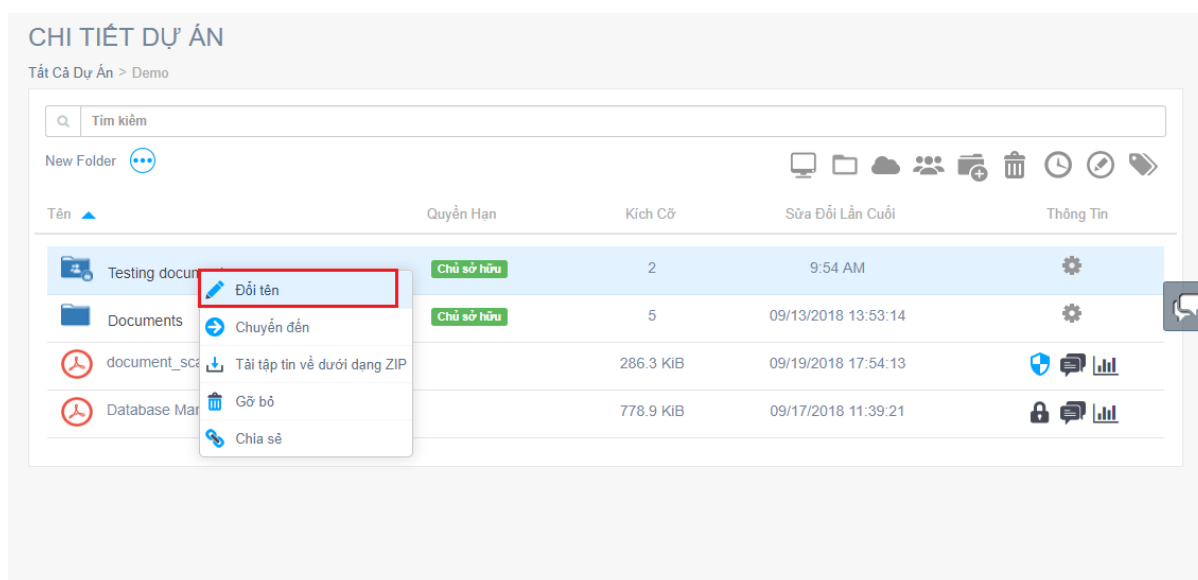 CHI TIẾT DỰ ÁN
Tất Cả Dự Án > Demo
Tìm kiếm
New Folder
Tên Quyền Hạn Kích Cỡ Sửa Đổi Lần Cuối Thông Tin
Testing Chủ sở hữu 2 9:54 AM
Đổi tên
Documents Chủ sở hữu 5 09/13/2018 13:53:14
Chuyển đến
286.3 KiB 09/19/2018 17:54:13
Tải tập tin về dưới dạng ZIP
Gỡ bỏ
Database 778.9 KiB 09/17/2018 11:39:21
Chia sẻ